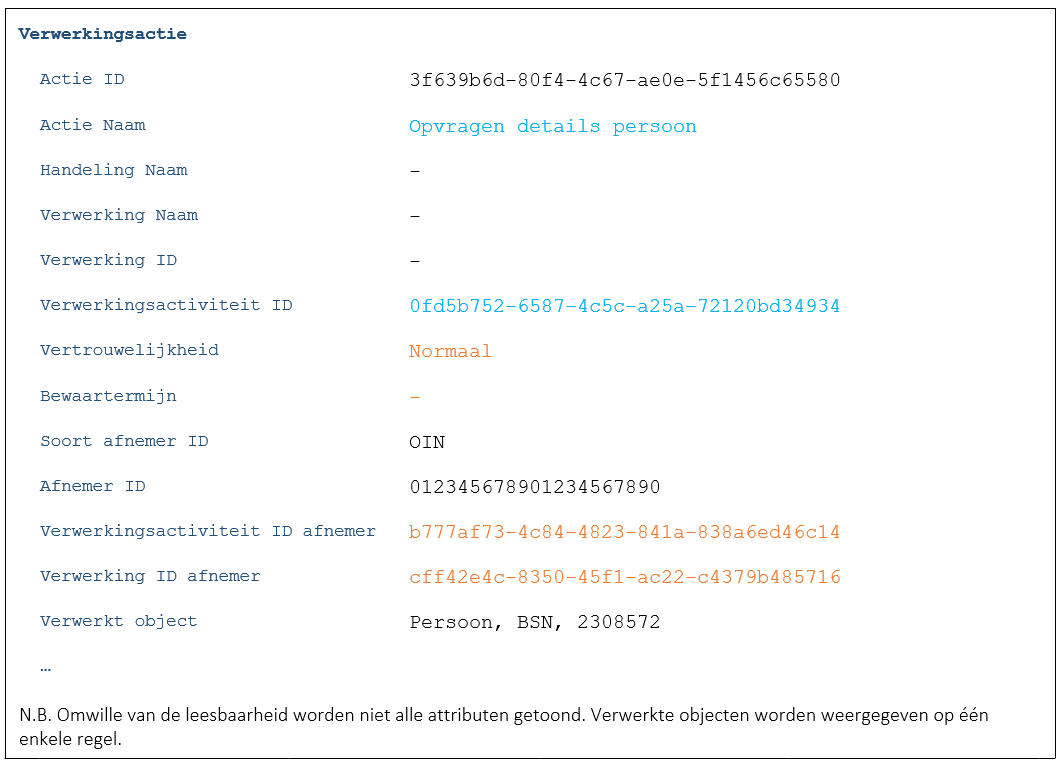 Verwerkingsactie
Actie ID 3f639b6d-80f4-4c67-ae0e-5f1456c65580
Actie Naam Opvragen details persoon
Handeling Naam -
Verwerking Naam -
Verwerking ID -
Verwerkingsactiviteit ID 0fd5b752-6587-4c5c-a25a-72120bd34934
Vertrouwelijkheid Normaal
Bewaartermijn -
Soort afnemer ID OIN
Afnemer ID 012345678901234567890
Verwerkingsactiviteit ID afnemer b777af73-4c84-4823-841a-838a6ed46c14
Verwerking ID afnemer cff42e4c-8350-45f1-ac22-c4379b485716
Verwerkt object Persoon, BSN, 2308572
…
N.B. Omwille van de leesbaarheid worden niet alle attributen getoond. Verwerkte objecten worden weergegeven op één
enkele regel.